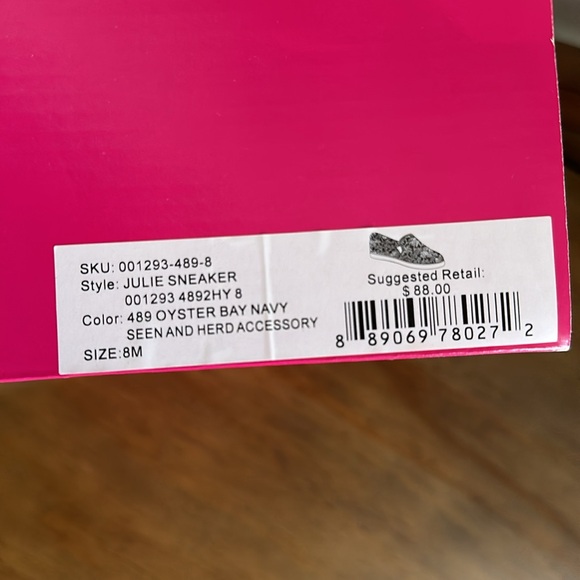 SKU: 001293-489-8
Style: JULIE SNEAKER
001293 4892HY 8
Color: 489 OYSTER BAY NAVY
SEEN AND HERD ACCESSORY
SIZE:8M
Suggested Retail:
$ 88.00
8 89069 78027 2